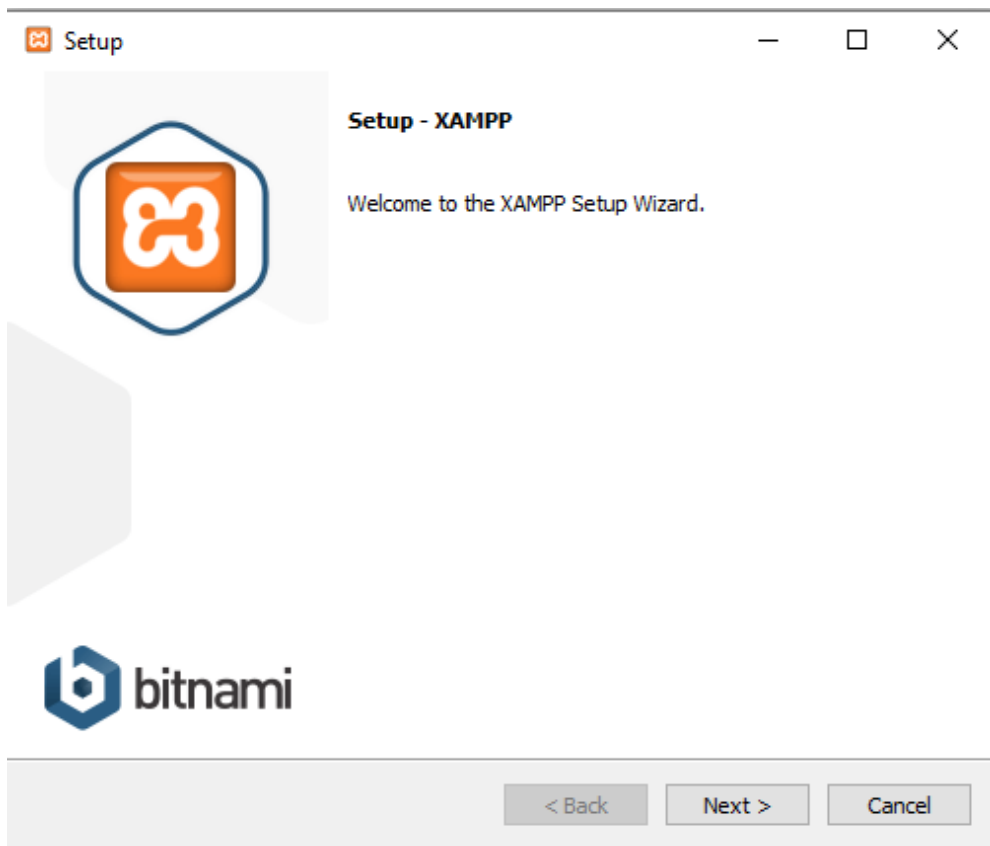 Setup
Setup - XAMPP
Welcome to the XAMPP Setup Wizard.
bitnami
< Back
Next >
Cancel